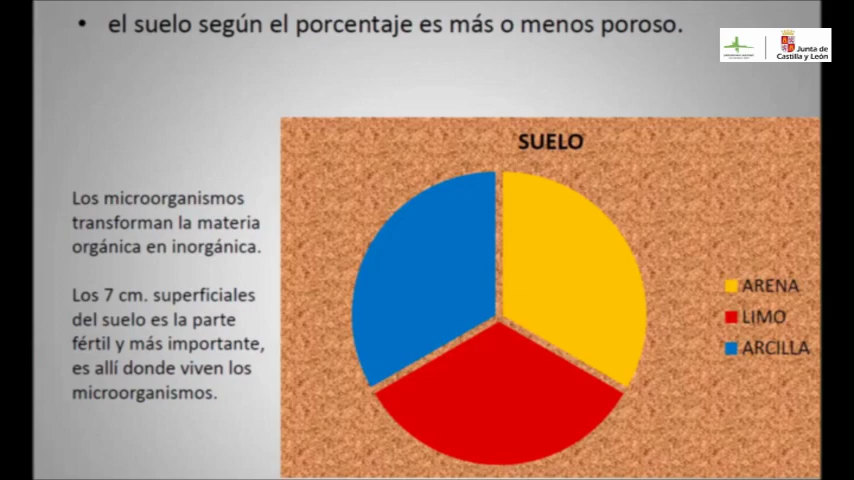 • el suelo según el porcentaje es más o menos poroso.
Junta de
Castilla y León
SUELO
Los microorganismos
transforman la materia
orgánica en inorgánica.
Los 7 cm. superficiales
del suelo es la parte
fértil y más importante,
es allí donde viven los
microorganismos.
ARENA
LIMO
ARCILLA